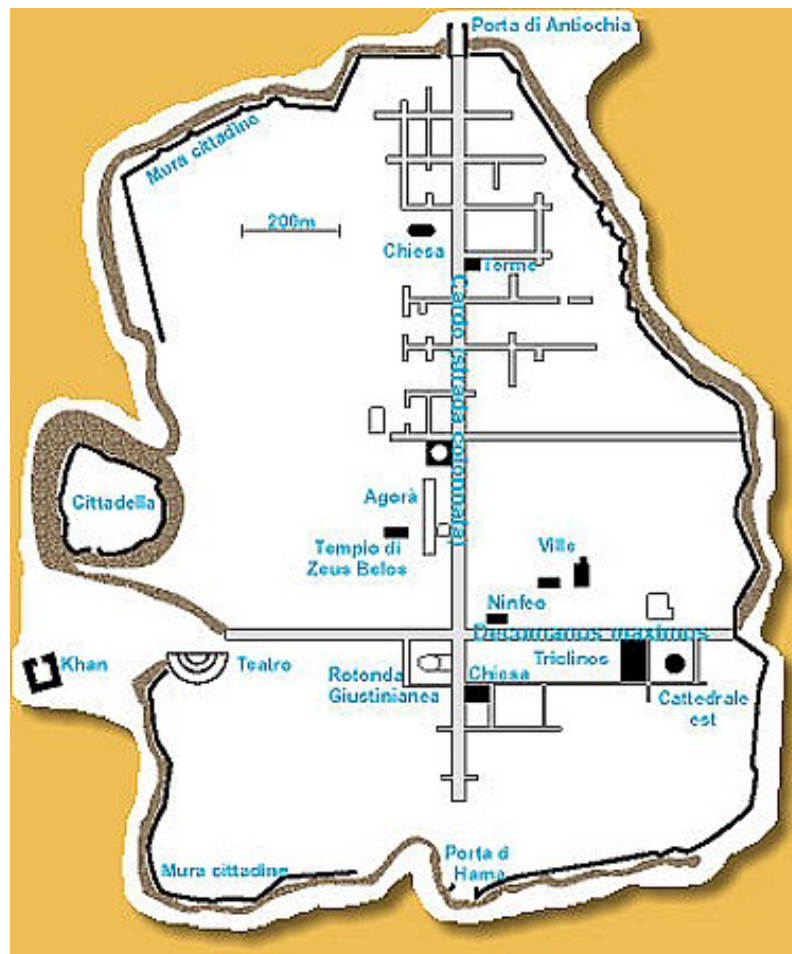 Porta di Antiochia
Mura cittadine
200m
Chiesa
Terme
Cardo (strada colonnata)
Cittadella
Agorà
Tempio di
Zeus Belos
Ville
Ninfeo
Decumanus maximus
Khan
Teatro
Rotonda
Giustinianea
Chiesa
Triclinos
Cattedrale
est
Mura cittadine
Porta d
Hama